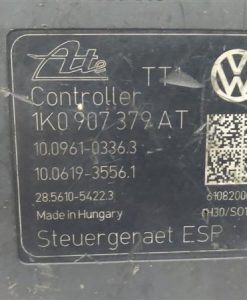 Ate
Controller
1K0 907 379 AT
10.0961-0336.3
10.0619-3556.1
28.5610-5422.3
Made in Hungary
Steuergeraet ESP